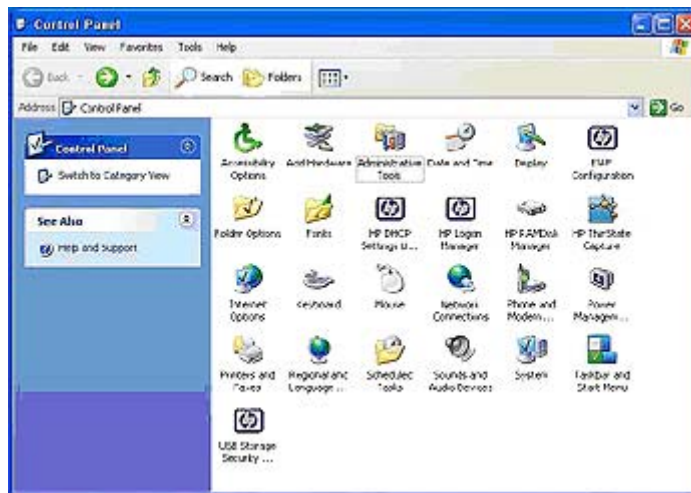 Control Panel
File Edit View Favorites Tools Help
Back Search Folders
Address Control Panel Go
Control Panel
Switch to Category View
See Also
Help and Support
Accessibility Options
Add Hardware
Administrative Tools
Date and Time
Display
EWF Configuration
Folder Options
Fonts
HP DHCP Settings U...
HP Logon Manager
HP RAMDisk Manager
HP ThinState Capture
Internet Options
Keyboard
Mouse
Network Connections
Phone and Modem ...
Power Managem...
Printers and Faxes
Regional and Language ...
Scheduled Tasks
Sounds and Audio Devices
System
Taskbar and Start Menu
USB Storage Security ...